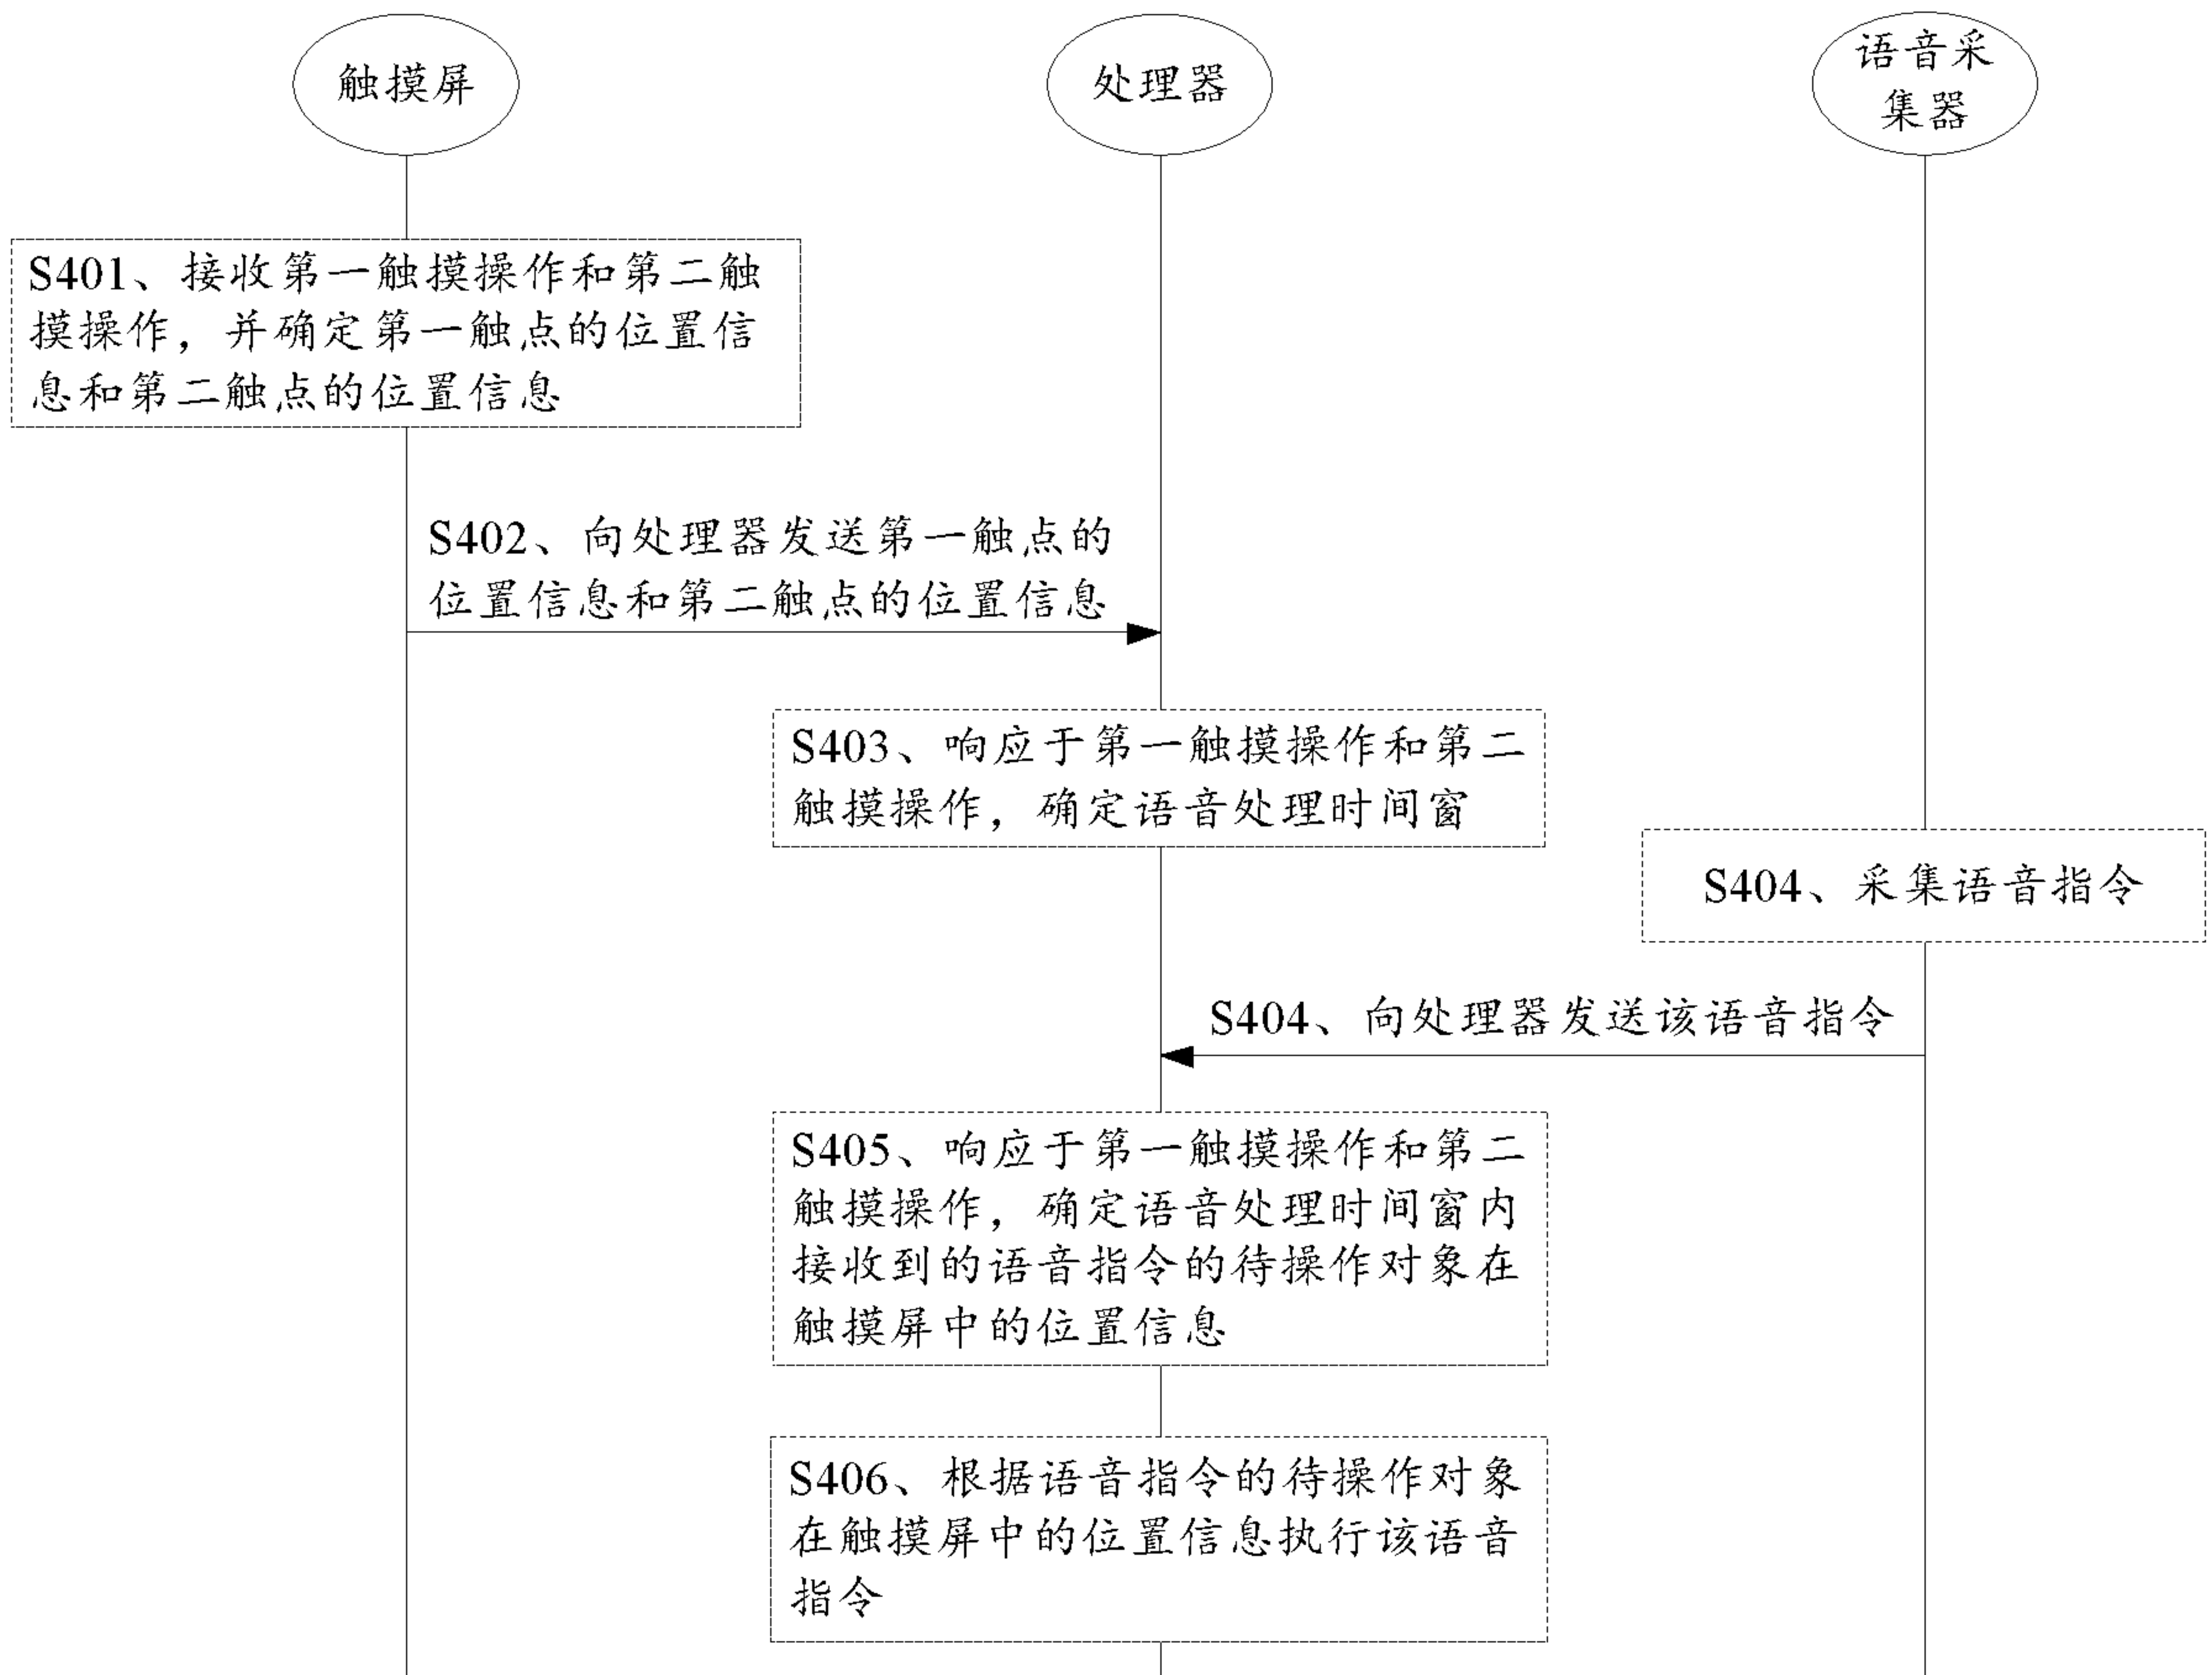 触摸屏
处理器
语音采
集器
S401、接收第一触摸操作和第二触
摸操作，并确定第一触点的位置信
息和第二触点的位置信息
S402、向处理器发送第一触点的
位置信息和第二触点的位置信息
S403、响应于第一触摸操作和第二
触摸操作，确定语音处理时间窗
S404、采集语音指令
S404、向处理器发送该语音指令
S405、响应于第一触摸操作和第二
触摸操作，确定语音处理时间窗内
接收到的语音指令的待操作对象在
触摸屏中的位置信息
S406、根据语音指令的待操作对象
在触摸屏中的位置信息执行该语音
指令